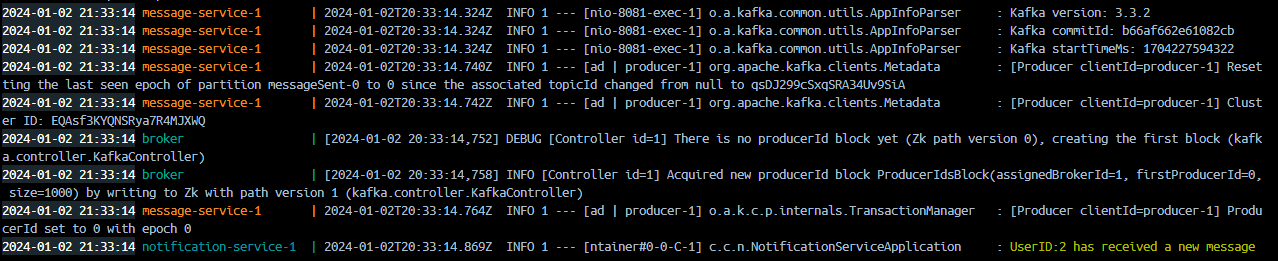 2024-01-02 21:33:14 message-service-1 | 2024-01-02T20:33:14.324Z INFO 1 --- [nio-8081-exec-1] o.a.kafka.common.utils.AppInfoParser : Kafka version: 3.3.2
2024-01-02 21:33:14 message-service-1 | 2024-01-02T20:33:14.324Z INFO 1 --- [nio-8081-exec-1] o.a.kafka.common.utils.AppInfoParser : Kafka commitId: b66af662e61082cb
2024-01-02 21:33:14 message-service-1 | 2024-01-02T20:33:14.324Z INFO 1 --- [nio-8081-exec-1] o.a.kafka.common.utils.AppInfoParser : Kafka startTimeMs: 1704227594322
2024-01-02 21:33:14 message-service-1 | 2024-01-02T20:33:14.740Z INFO 1 --- [ad | producer-1] org.apache.kafka.clients.Metadata : [Producer clientId=producer-1] Rese
tting the last seen epoch of partition messageSent-0 to 0 since the associated topicId changed from null to qsDJ299cSxqSRA34Uv9SiA
2024-01-02 21:33:14 message-service-1 | 2024-01-02T20:33:14.742Z INFO 1 --- [ad | producer-1] org.apache.kafka.clients.Metadata : [Producer clientId=producer-1] Clust
er ID: EQAsf3KYQNSRya7R4MJXWQ
2024-01-02 21:33:14 broker | [2024-01-02 20:33:14,752] DEBUG [Controller id=1] There is no producerId block yet (Zk path version 0), creating the first block (kafk
a.controller.KafkaController)
2024-01-02 21:33:14 broker | [2024-01-02 20:33:14,758] INFO [Controller id=1] Acquired new producerId block ProducerIdsBlock(assignedBrokerId=1, firstProducerId=0,
size=1000) by writing to Zk with path version 1 (kafka.controller.KafkaController)
2024-01-02 21:33:14 message-service-1 | 2024-01-02T20:33:14.764Z INFO 1 --- [ad | producer-1] o.a.k.c.p.internals.TransactionManager : [Producer clientId=producer-1] Produ
cerId set to 0 with epoch 0
2024-01-02 21:33:14 notification-service-1 | 2024-01-02T20:33:14.869Z INFO 1 --- [ntainer#0-0-C-1] c.c.n.NotificationServiceApplication : UserID:2 has received a new message